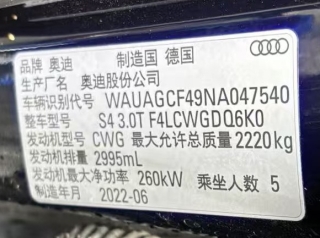 品牌 奥迪 制造国 德国
生产厂名 奥迪股份公司
车辆识别代号 WAUAGCF49NA047540
整车型号 S4 3.0T F4LCWGDQ6K0
发动机型号 CWG 最大允许总质量 2220kg
发动机排量 2995mL
发动机最大净功率 260kW 乘坐人数 5
制造年月 2022-06